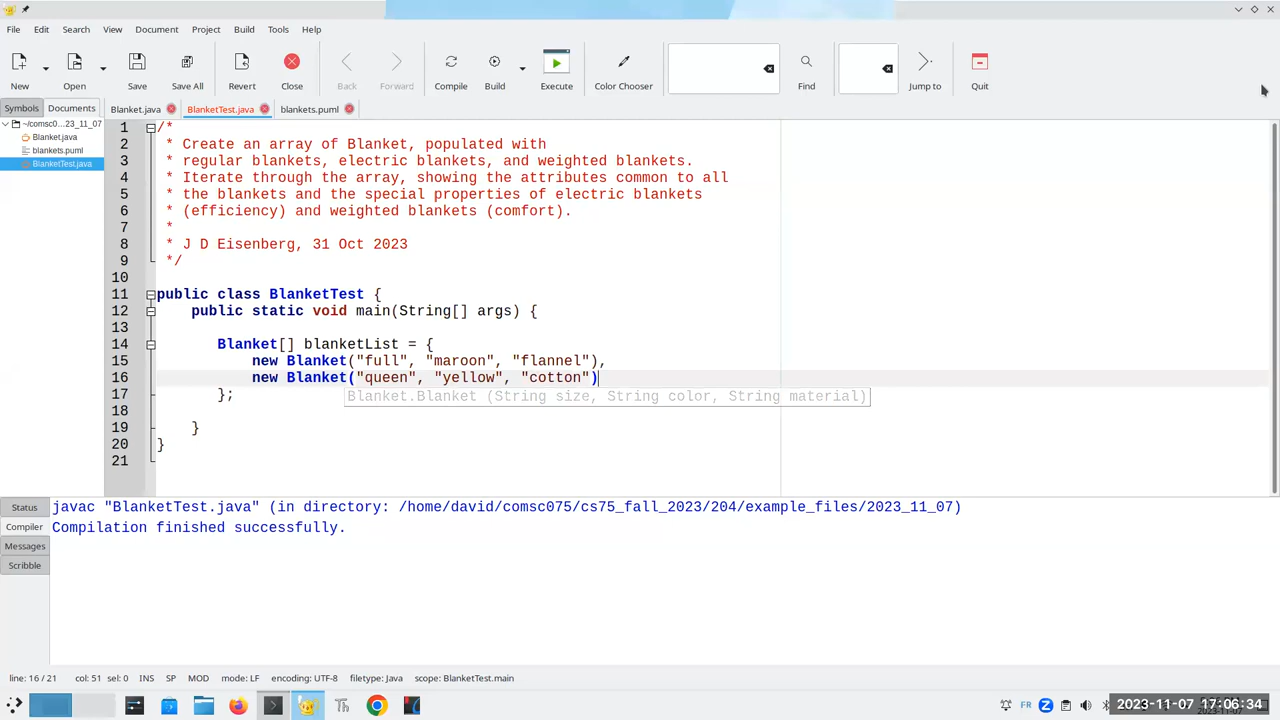 File Edit Search View Document Project Build Tools Help
New Open Save Save All Revert Close Back Forward Compile Build Execute Color Chooser Find Jump to Quit
Symbols Documents Blanket.java BlanketTest.java blankets.puml
~/comsc0...23_11_07
Blanket.java
blankets.puml
BlanketTest.java
1 /*
2 * Create an array of Blanket, populated with
3 * regular blankets, electric blankets, and weighted blankets.
4 * Iterate through the array, showing the attributes common to all
5 * the blankets and the special properties of electric blankets
6 * (efficiency) and weighted blankets (comfort).
7 *
8 * J D Eisenberg, 31 Oct 2023
9 */
10
11 public class BlanketTest {
12 public static void main(String[] args) {
13
14 Blanket[] blanketList = {
15 new Blanket("full", "maroon", "flannel"),
16 new Blanket("queen", "yellow", "cotton")
17 };
Blanket.Blanket (String size, String color, String material)
18
19 }
20 }
21
Status
Compiler
Messages
Scribble
javac "BlanketTest.java" (in directory: /home/david/comsc075/cs75_fall_2023/204/example_files/2023_11_07)
Compilation finished successfully.
line: 16 / 21 col: 51 sel: 0 INS SP MOD mode: LF encoding: UTF-8 filetype: Java scope: BlanketTest.main
FR
2023-11-07 17:06:34